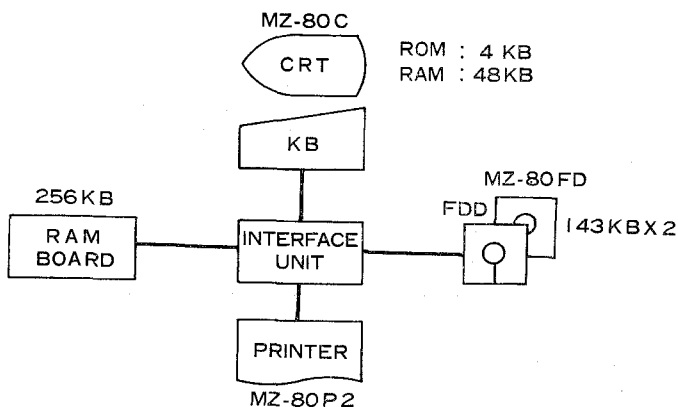 MZ-80C
CRT
ROM : 4 KB
RAM : 48KB
KB
MZ-80FD
FDD
143KBX2
256KB
RAM
BOARD
INTERFACE
UNIT
PRINTER
MZ-80P2